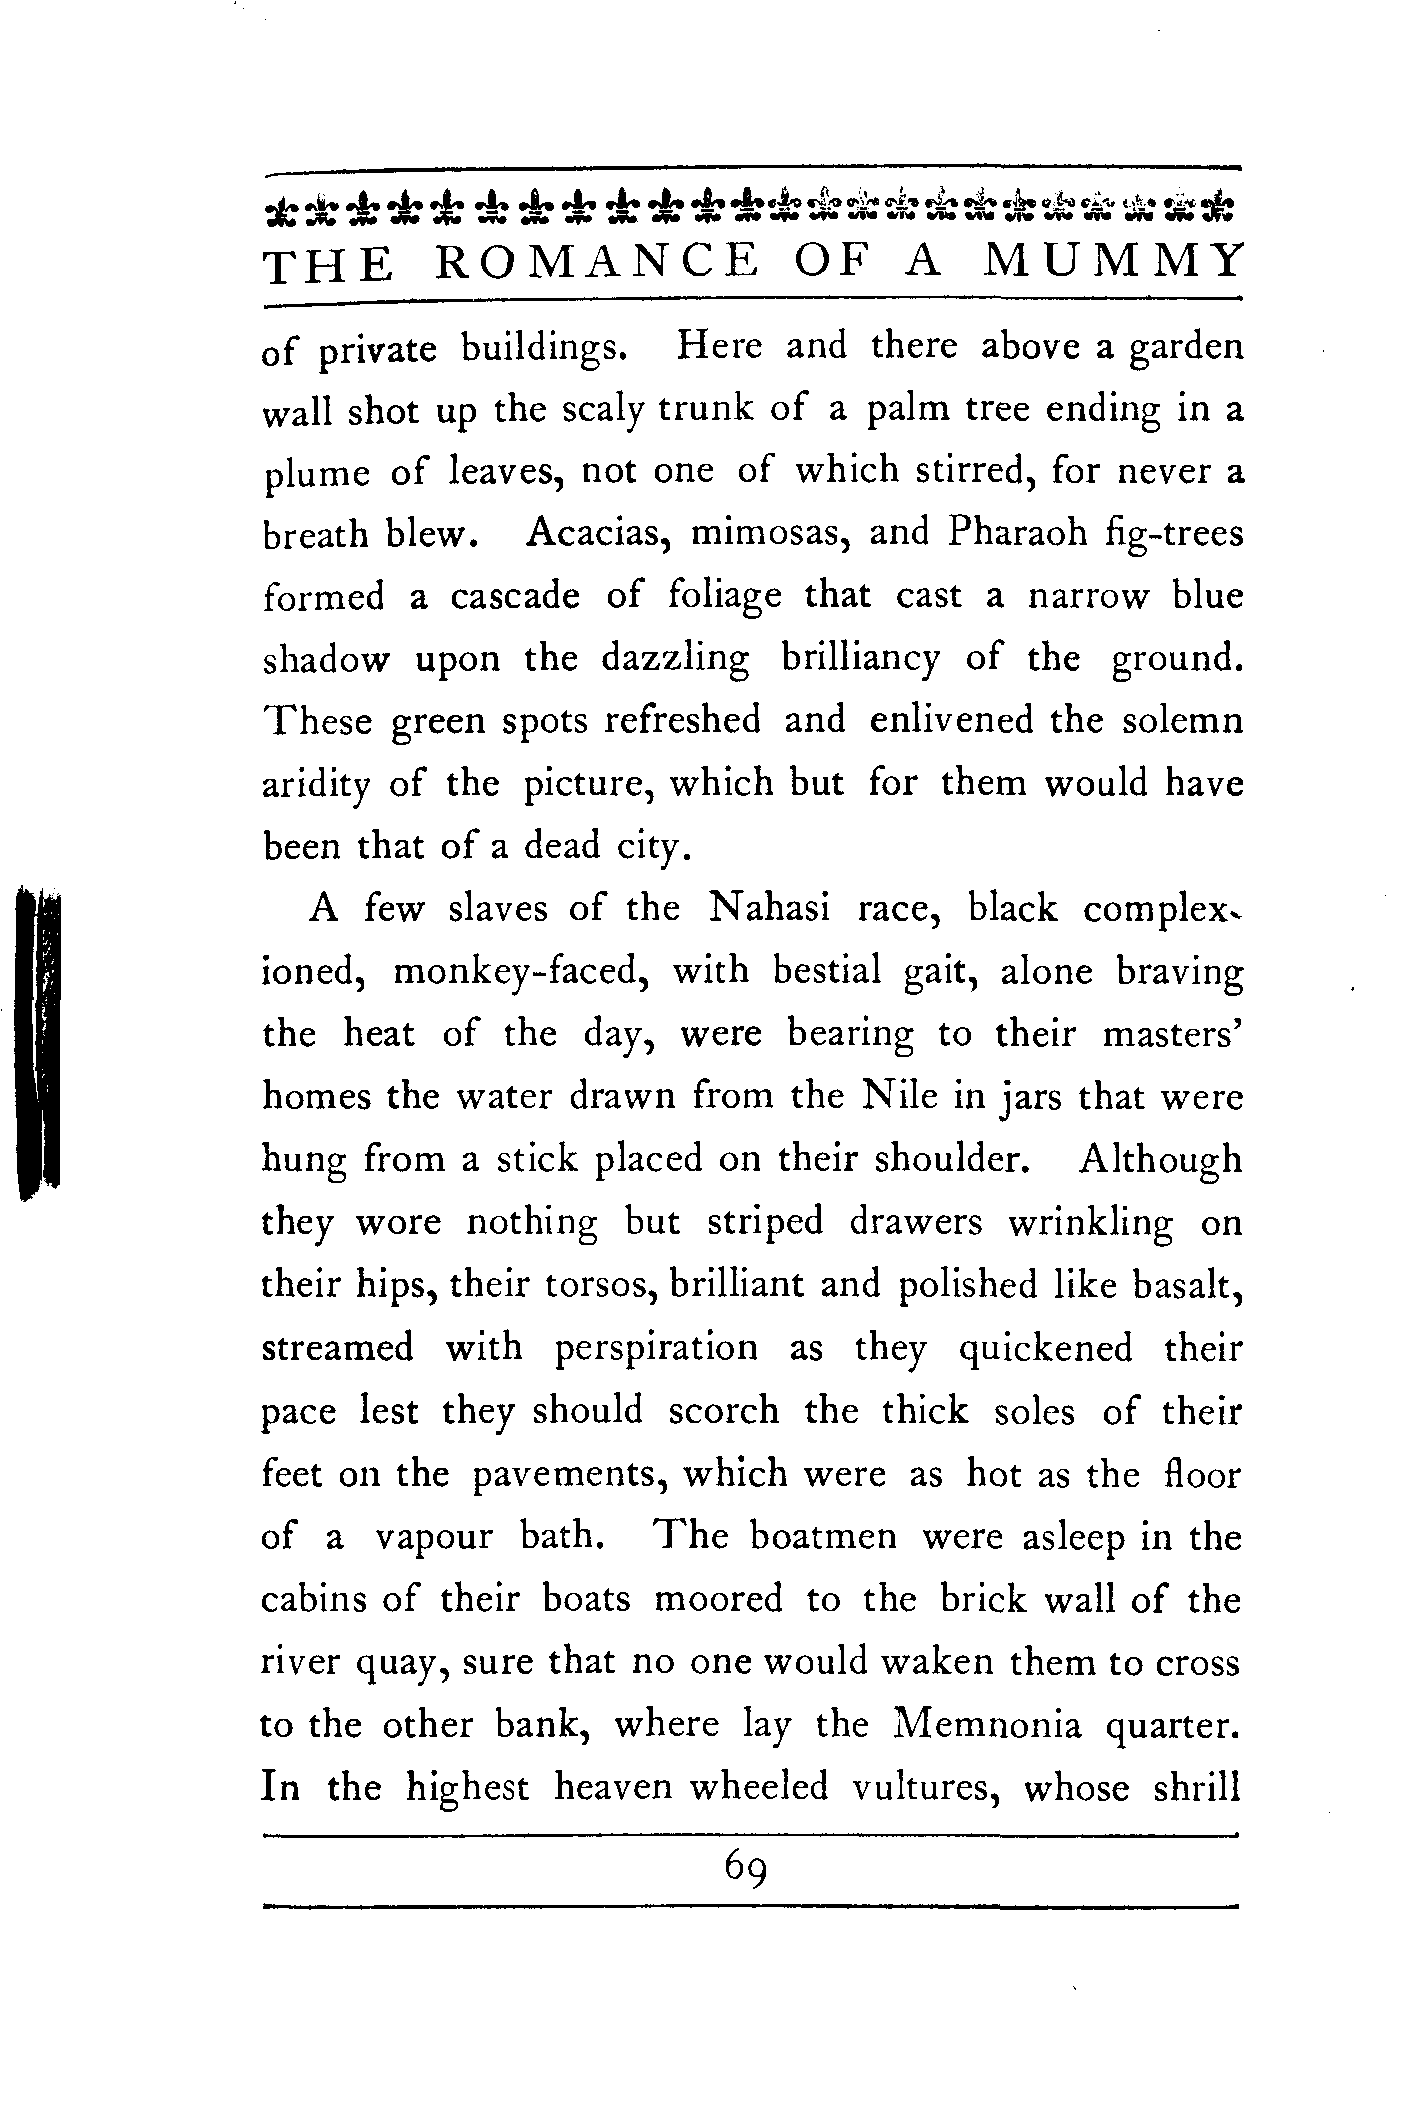 THE ROMANCE OF A MUMMY
of private buildings. Here and there above a garden
wall shot up the scaly trunk of a palm tree ending in a
plume of leaves, not one of which stirred, for never a
breath blew. Acacias, mimosas, and Pharaoh fig-trees
formed a cascade of foliage that cast a narrow blue
shadow upon the dazzling brilliancy of the ground.
These green spots refreshed and enlivened the solemn
aridity of the picture, which but for them would have
been that of a dead city.
A few slaves of the Nahasi race, black complex-
ioned, monkey-faced, with bestial gait, alone braving
the heat of the day, were bearing to their masters'
homes the water drawn from the Nile in jars that were
hung from a stick placed on their shoulder. Although
they wore nothing but striped drawers wrinkling on
their hips, their torsos, brilliant and polished like basalt,
streamed with perspiration as they quickened their
pace lest they should scorch the thick soles of their
feet on the pavements, which were as hot as the floor
of a vapour bath. The boatmen were asleep in the
cabins of their boats moored to the brick wall of the
river quay, sure that no one would waken them to cross
to the other bank, where lay the Memnonia quarter.
In the highest heaven wheeled vultures, whose shrill
69